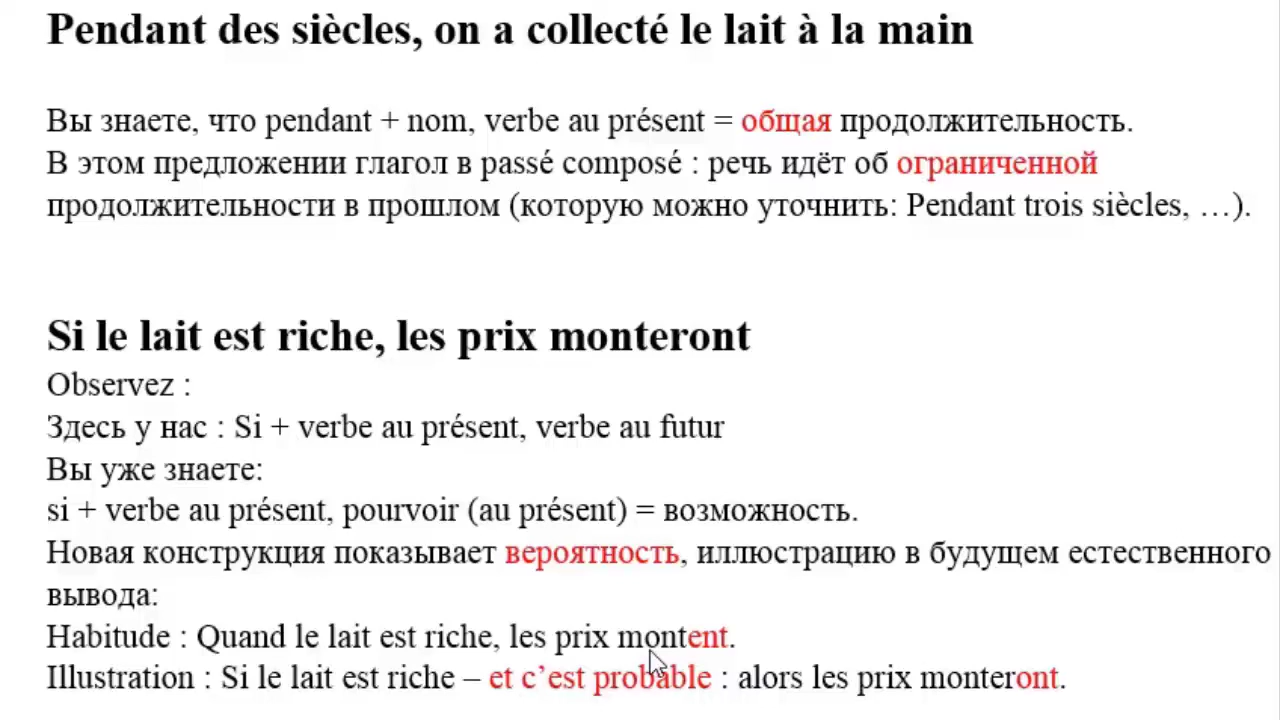 Pendant des siècles, on a collecté le lait à la main
Вы знаете, что pendant + nom, verbe au présent = общая продолжительность.
В этом предложении глагол в passé composé : речь идёт об ограниченной
продолжительности в прошлом (которую можно уточнить: Pendant trois siècles, …).
Si le lait est riche, les prix monteront
Observez :
Здесь у нас : Si + verbe au présent, verbe au futur
Вы уже знаете:
si + verbe au présent, pourvoir (au présent) = возможность.
Новая конструкция показывает вероятность, иллюстрацию в будущем естественного
вывода:
Habitude : Quand le lait est riche, les prix montent.
Illustration : Si le lait est riche – et c’est probable : alors les prix monteront.